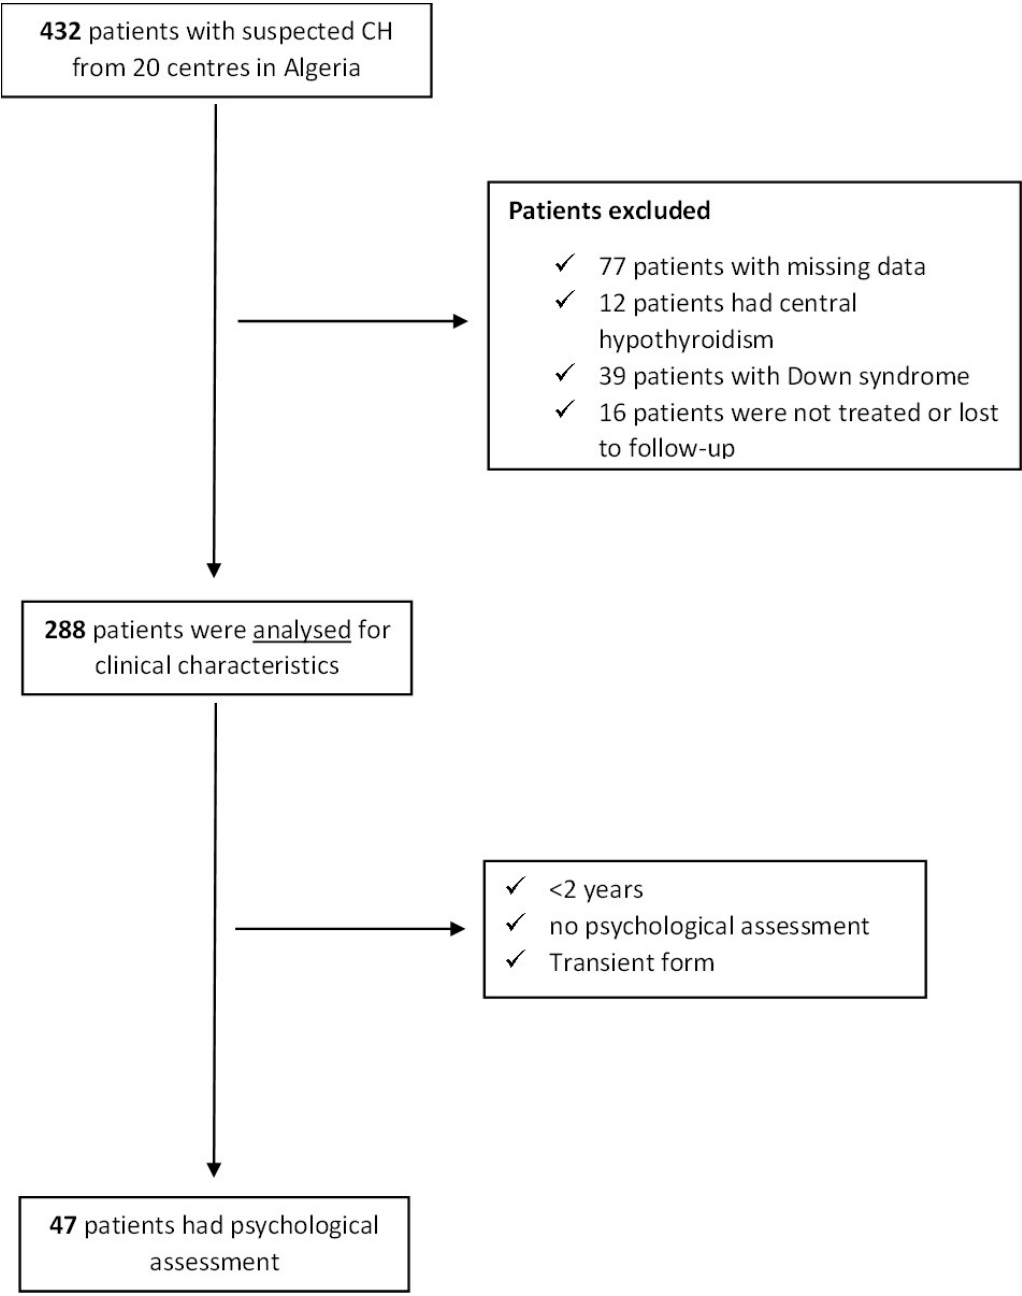 432 patients with suspected CH
from 20 centres in Algeria
Patients excluded
✓ 77 patients with missing data
✓ 12 patients had central
hypothyroidism
✓ 39 patients with Down syndrome
✓ 16 patients were not treated or lost
to follow-up
288 patients were analysed for
clinical characteristics
✓ <2 years
✓ no psychological assessment
✓ Transient form
47 patients had psychological
assessment